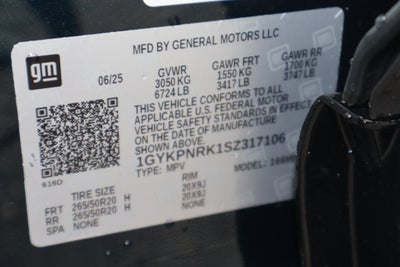 MFD BY GENERAL MOTORS LLC
gm
06/25 GVWR GAWR FRT GAWR RR
3050 KG 1550 KG 1700 KG
6724 LB 3417 LB 3747 LB
THIS VEHICLE CONFORMS TO ALL
APPLICABLE U.S. FEDERAL MOTOR
VEHICLE SAFETY STANDARDS IN EFFECT
ON THE DATE OF MANUFACTURE
SHOWN ABOVE.
1GYKPNRK1SZ317106
616D TYPE: MPV MODEL:
TIRE SIZE RIM
FRT 265/50R20 H 20X9J
RR 265/50R20 H 20X9J
SPA NONE NONE